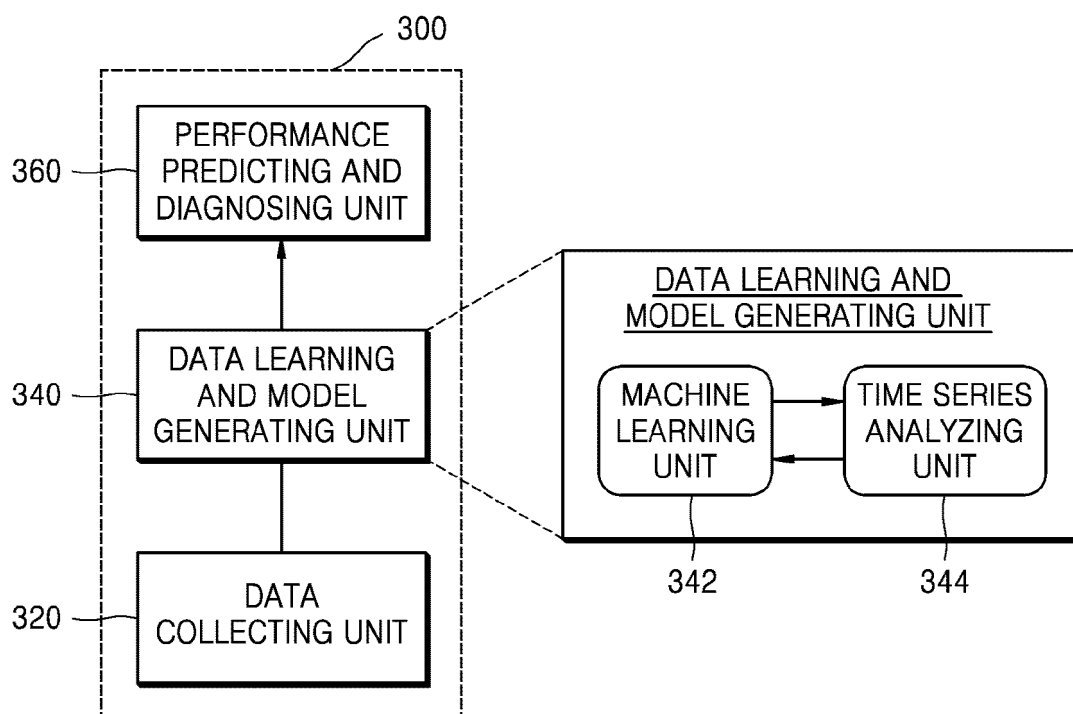 300
PERFORMANCE
PREDICTING AND
DIAGNOSING UNIT
360
DATA LEARNING
AND MODEL
GENERATING UNIT
340
DATA
COLLECTING UNIT
320
DATA LEARNING AND
MODEL GENERATING UNIT
MACHINE
LEARNING
UNIT
TIME SERIES
ANALYZING
UNIT
342
344